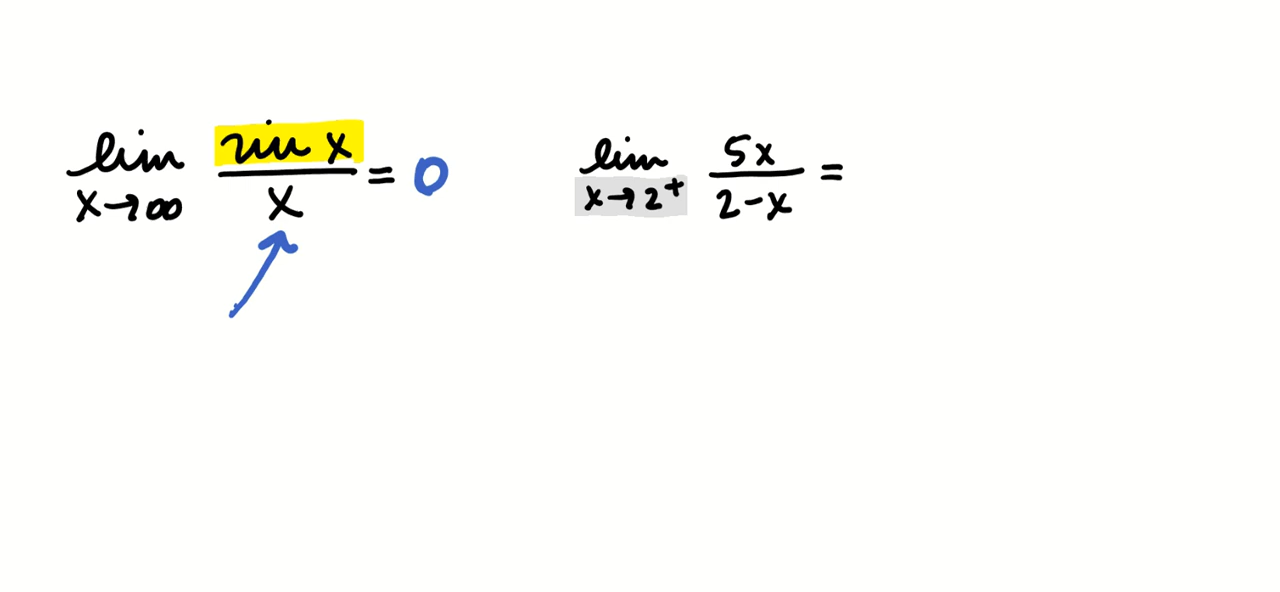 lim x→∞ sin x / x = 0
lim x→2⁺ 5x / 2-x =